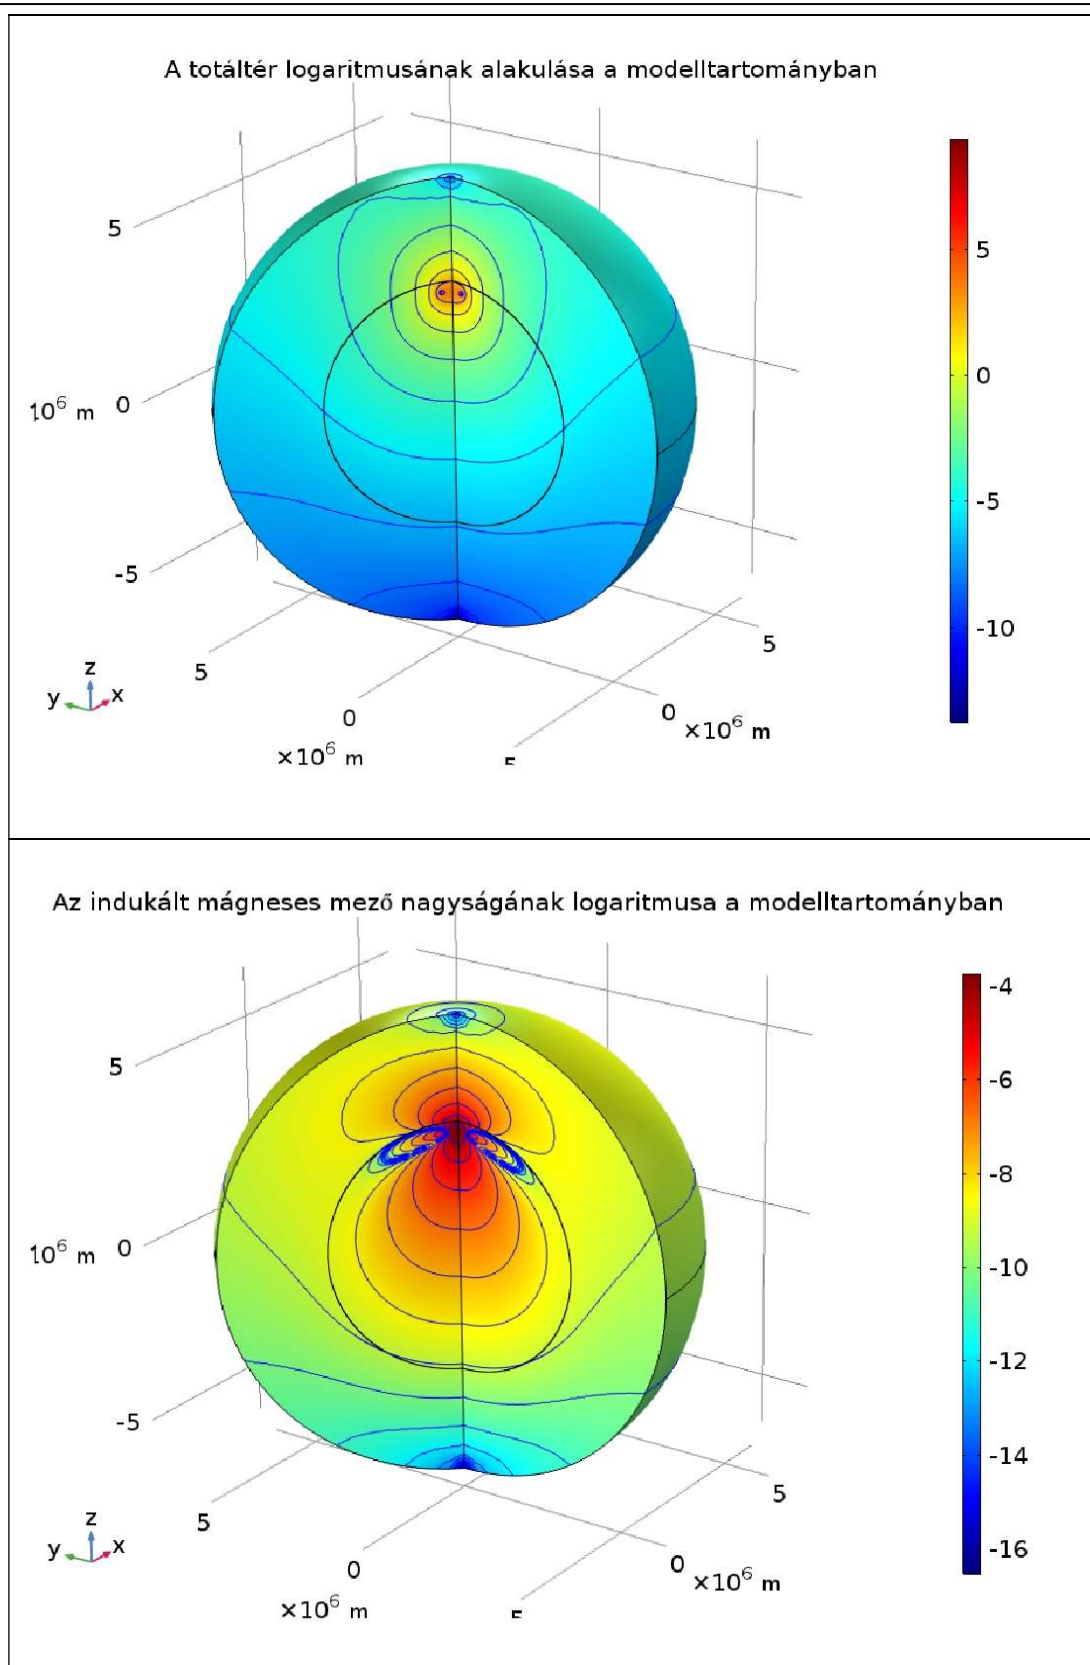 A totáltér logaritmusának alakulása a modelltartományban
5
5
0
10⁶ m 0
-5
-5
-10
5
5
z
y x
0
0
×10⁶ m
×10⁶ m
Az indukált mágneses mező nagyságának logaritmusa a modelltartományban
-4
5
-6
-8
10⁶ m 0
-10
-12
-5
-14
5
5
z
y x
-16
0
0
×10⁶ m
×10⁶ m